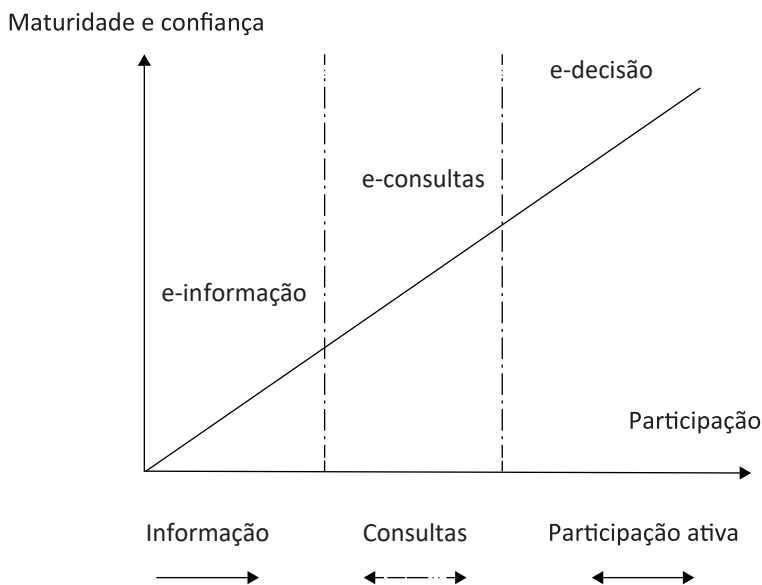 Maturidade e confiança
e-decisão
e-consultas
e-informação
Participação
Informação
Consultas
Participação ativa